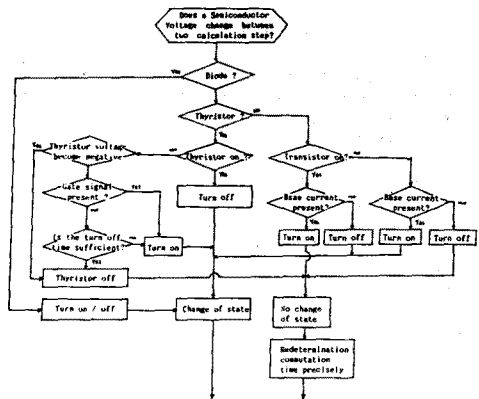 Does a Semiconductor
Voltage change between
two calculation step?
Yes
Diode ?
Thyristor ?
no
Yes
Yes
Thyristor voltage
become negative
no
Thyristor on ?
Transistor on?
no
Yes
Yes
Gate signal
present ?
Yes
Turn off
Base current
present?
no
Base current
present?
no
no
Is the turn off
time sufficient?
no
Turn on
Turn on
Turn off
Turn on
Turn off
Yes
Thyristor off
Turn on / off
Change of state
No change
of state
Redetermination
commutation
time precisely